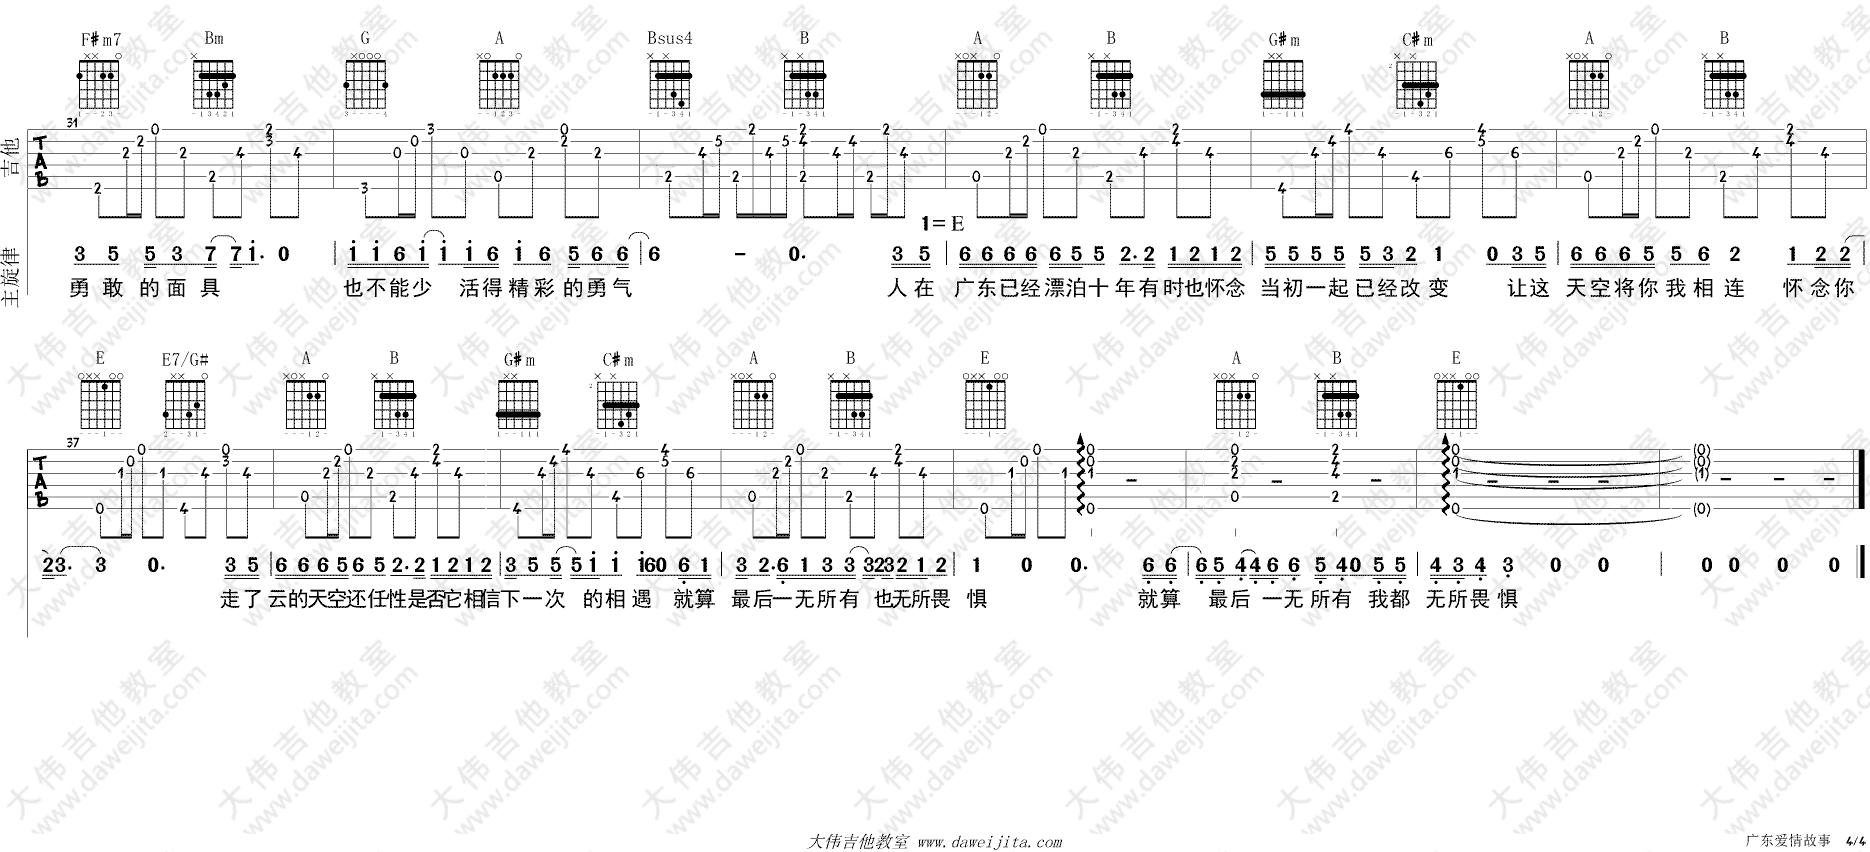 F#m7 Bm G A Bsus4 B A B G#m C#m A B
31
吉他
TAB
1=E
主旋律
3 5 5 3 7 7 1. 0 | 1 1 6 1 1 1 6 1 6 5 6 6 | 6 - 0. 3 5 | 6 6 6 6 6 5 5 2. 2 1 2 1 2 | 5 5 5 5 5 3 2 1 0 3 5 | 6 6 6 5 5 6 2 1 2 2
勇敢的面具 也不能少 活得精彩的勇气 人在 广东已经漂泊十年有时也怀念 当初一起已经改变 让这 天空将你我相连 怀念你
E E7/G# A B G#m C#m A B E A B E
37
TAB
2 3. 3 0. 3 5 | 6 6 6 5 6 5 2. 2 1 2 1 2 | 3 5 5 5 1 1 1 6 0 6 1 | 3 2. 6 1 3 3 3 2 3 2 1 2 | 1 0 0. 6 6 | 6 5 4 4 6 6 5 4 0 5 5 | 4 3 4 3 0 0 | 0 0 0 0
走了 云的天空还任性是否它相信下一次 的相遇 就算 最后一无所有 也无所畏 惧 就算 最后 一无所有 我都 无所畏惧
大伟吉他教室 www.daweijita.com
广东爱情故事 4/4